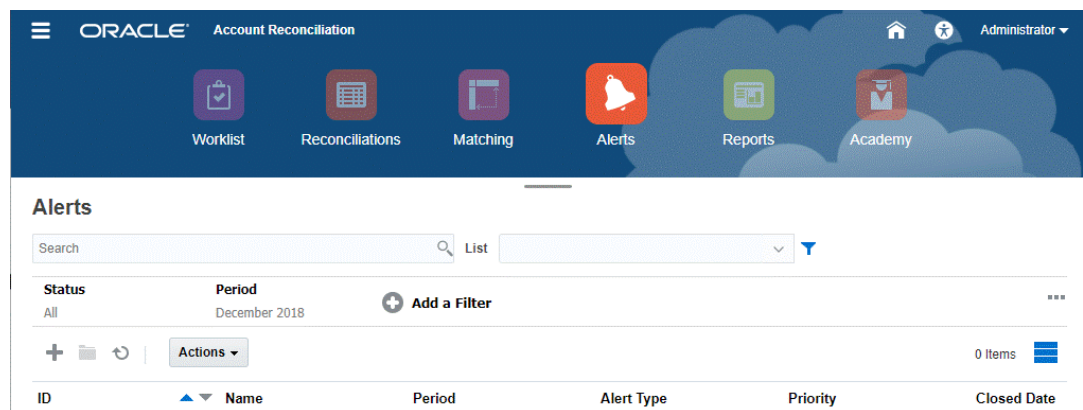 ORACLE Account Reconciliation Administrator
Worklist Reconciliations Matching Alerts Reports Academy
Alerts
Search List
Status Period
All December 2018 Add a Filter
Actions 0 Items
ID Name Period Alert Type Priority Closed Date